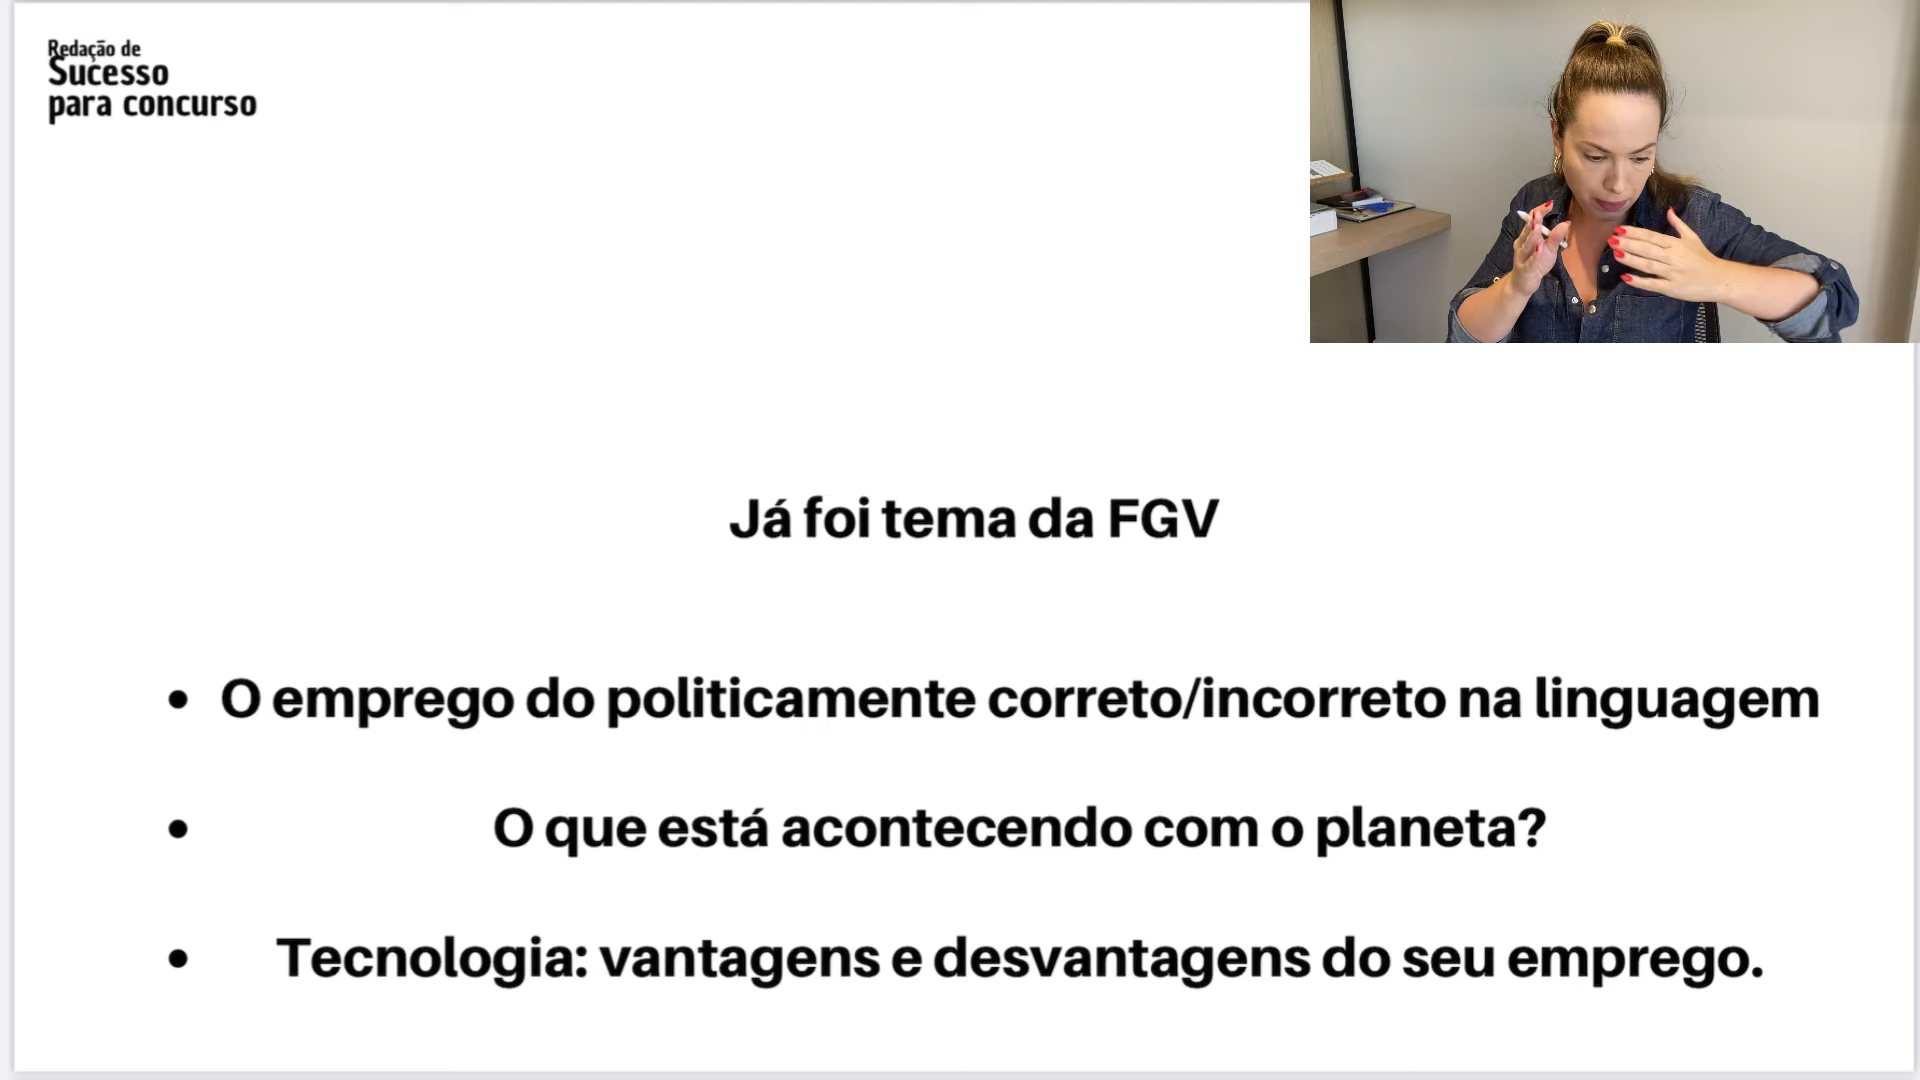 Redação de
Sucesso
para concurso
Já foi tema da FGV
• O emprego do politicamente correto/incorreto na linguagem
• O que está acontecendo com o planeta?
• Tecnologia: vantagens e desvantagens do seu emprego.